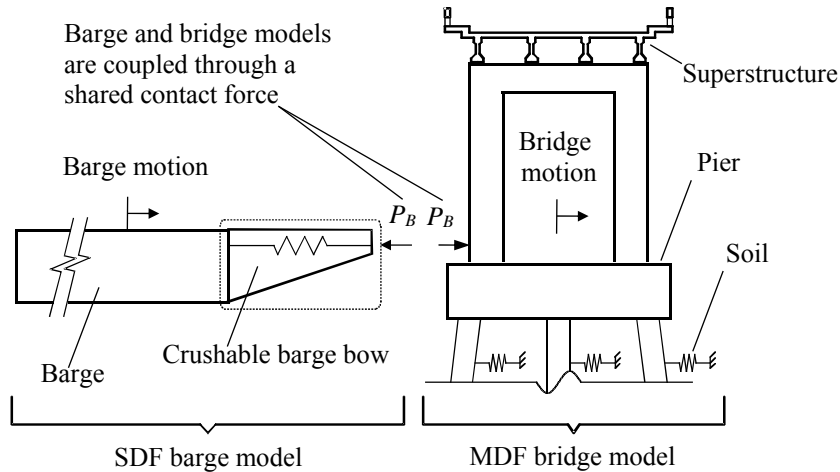 Barge and bridge models
are coupled through a
shared contact force
Superstructure
Barge motion
Bridge
motion
Pier
P_B P_B
Soil
Crushable barge bow
Barge
SDF barge model
MDF bridge model